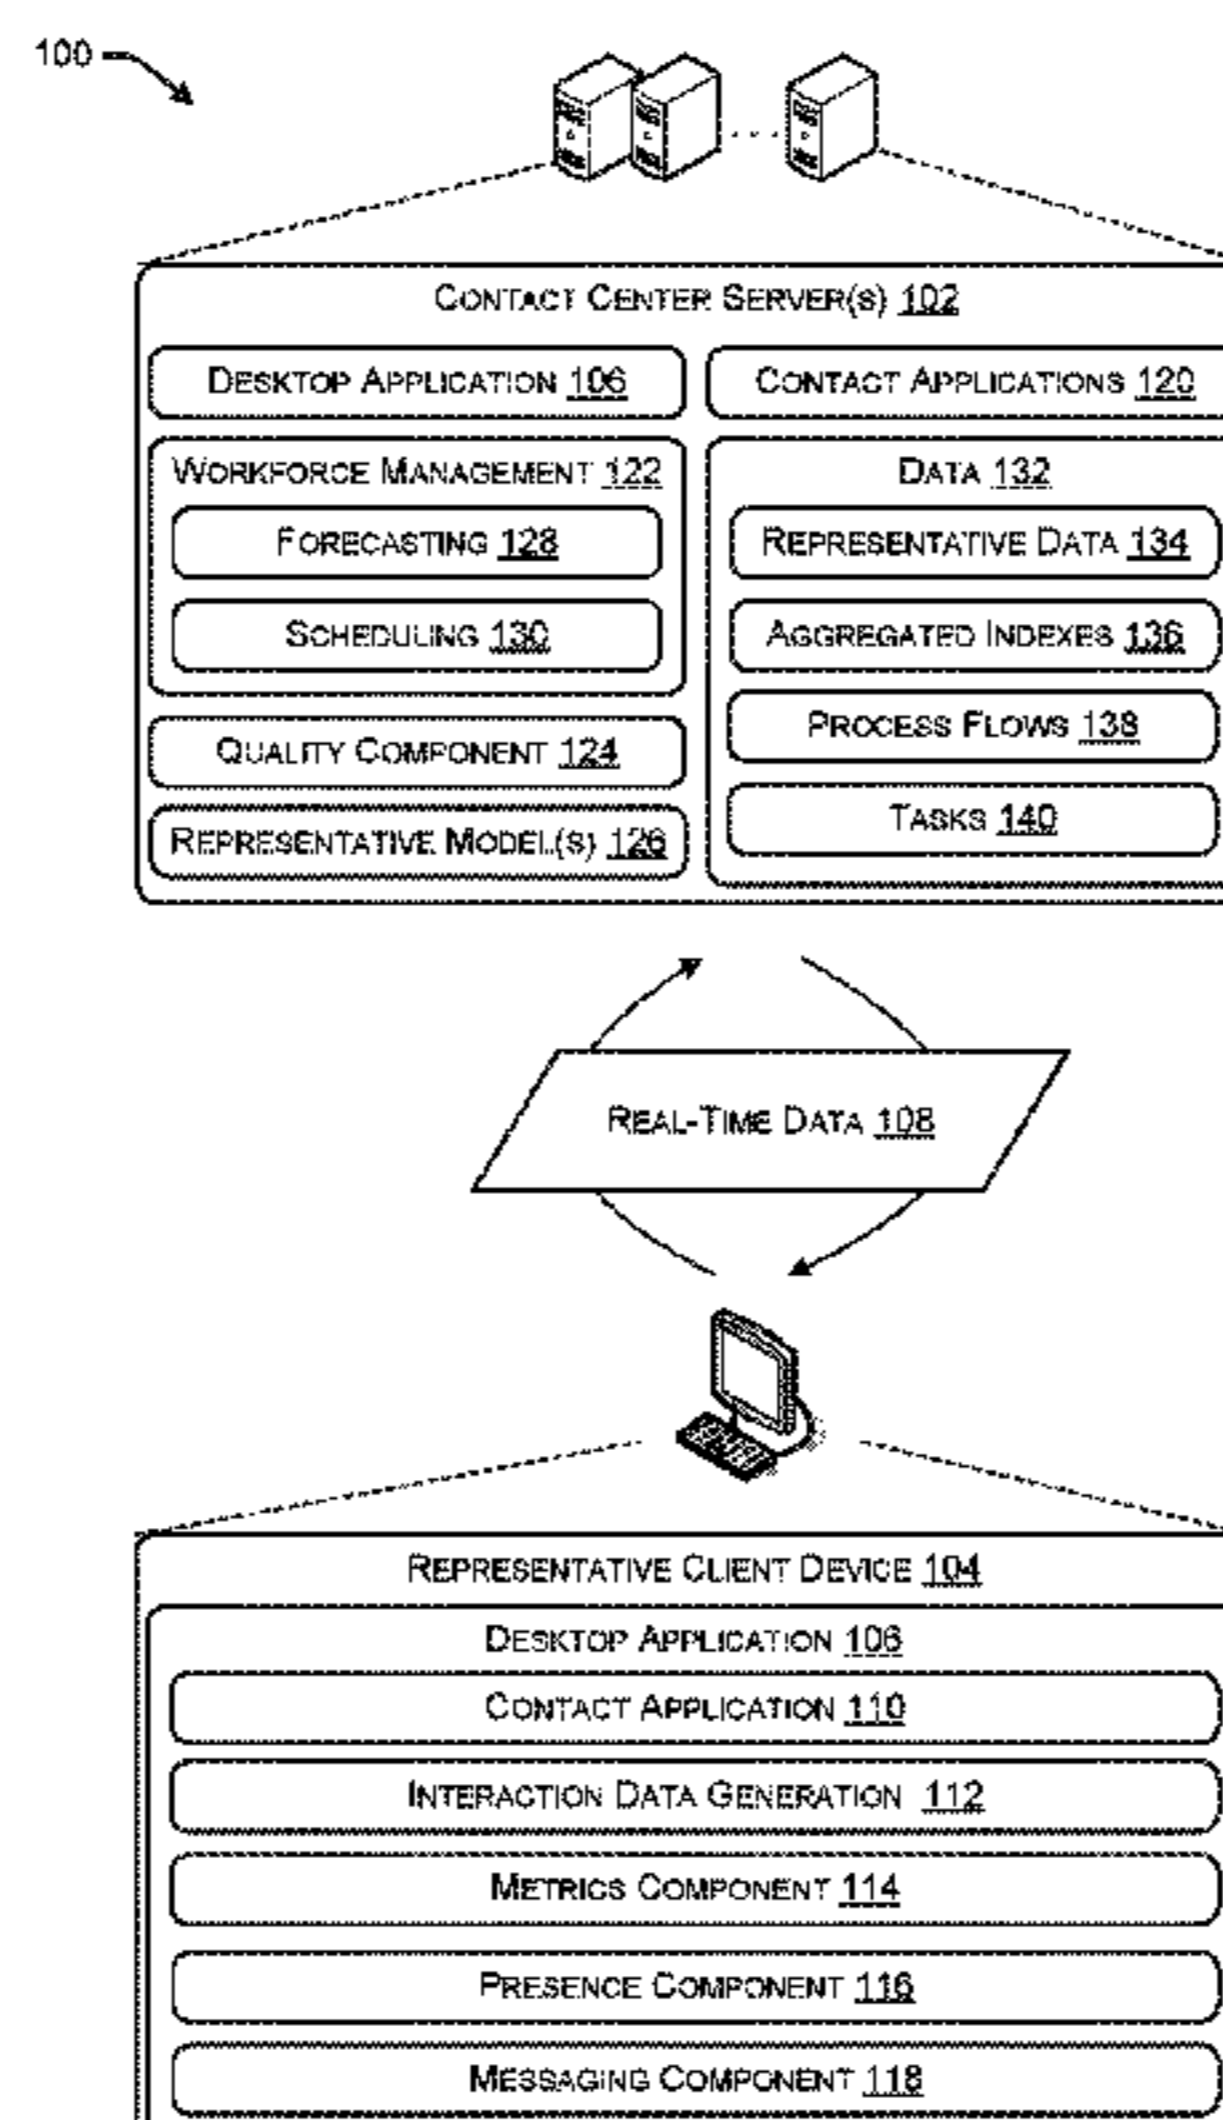 100
CONTACT CENTER SERVER(S) 102
DESKTOP APPLICATION 106
CONTACT APPLICATIONS 120
WORKFORCE MANAGEMENT 122
FORECASTING 128
SCHEDULING 130
QUALITY COMPONENT 124
REPRESENTATIVE MODEL(S) 126
DATA 132
REPRESENTATIVE DATA 134
AGGREGATED INDEXES 136
PROCESS FLOWS 138
TASKS 140
REAL-TIME DATA 108
REPRESENTATIVE CLIENT DEVICE 104
DESKTOP APPLICATION 106
CONTACT APPLICATION 110
INTERACTION DATA GENERATION 112
METRICS COMPONENT 114
PRESENCE COMPONENT 116
MESSAGING COMPONENT 118